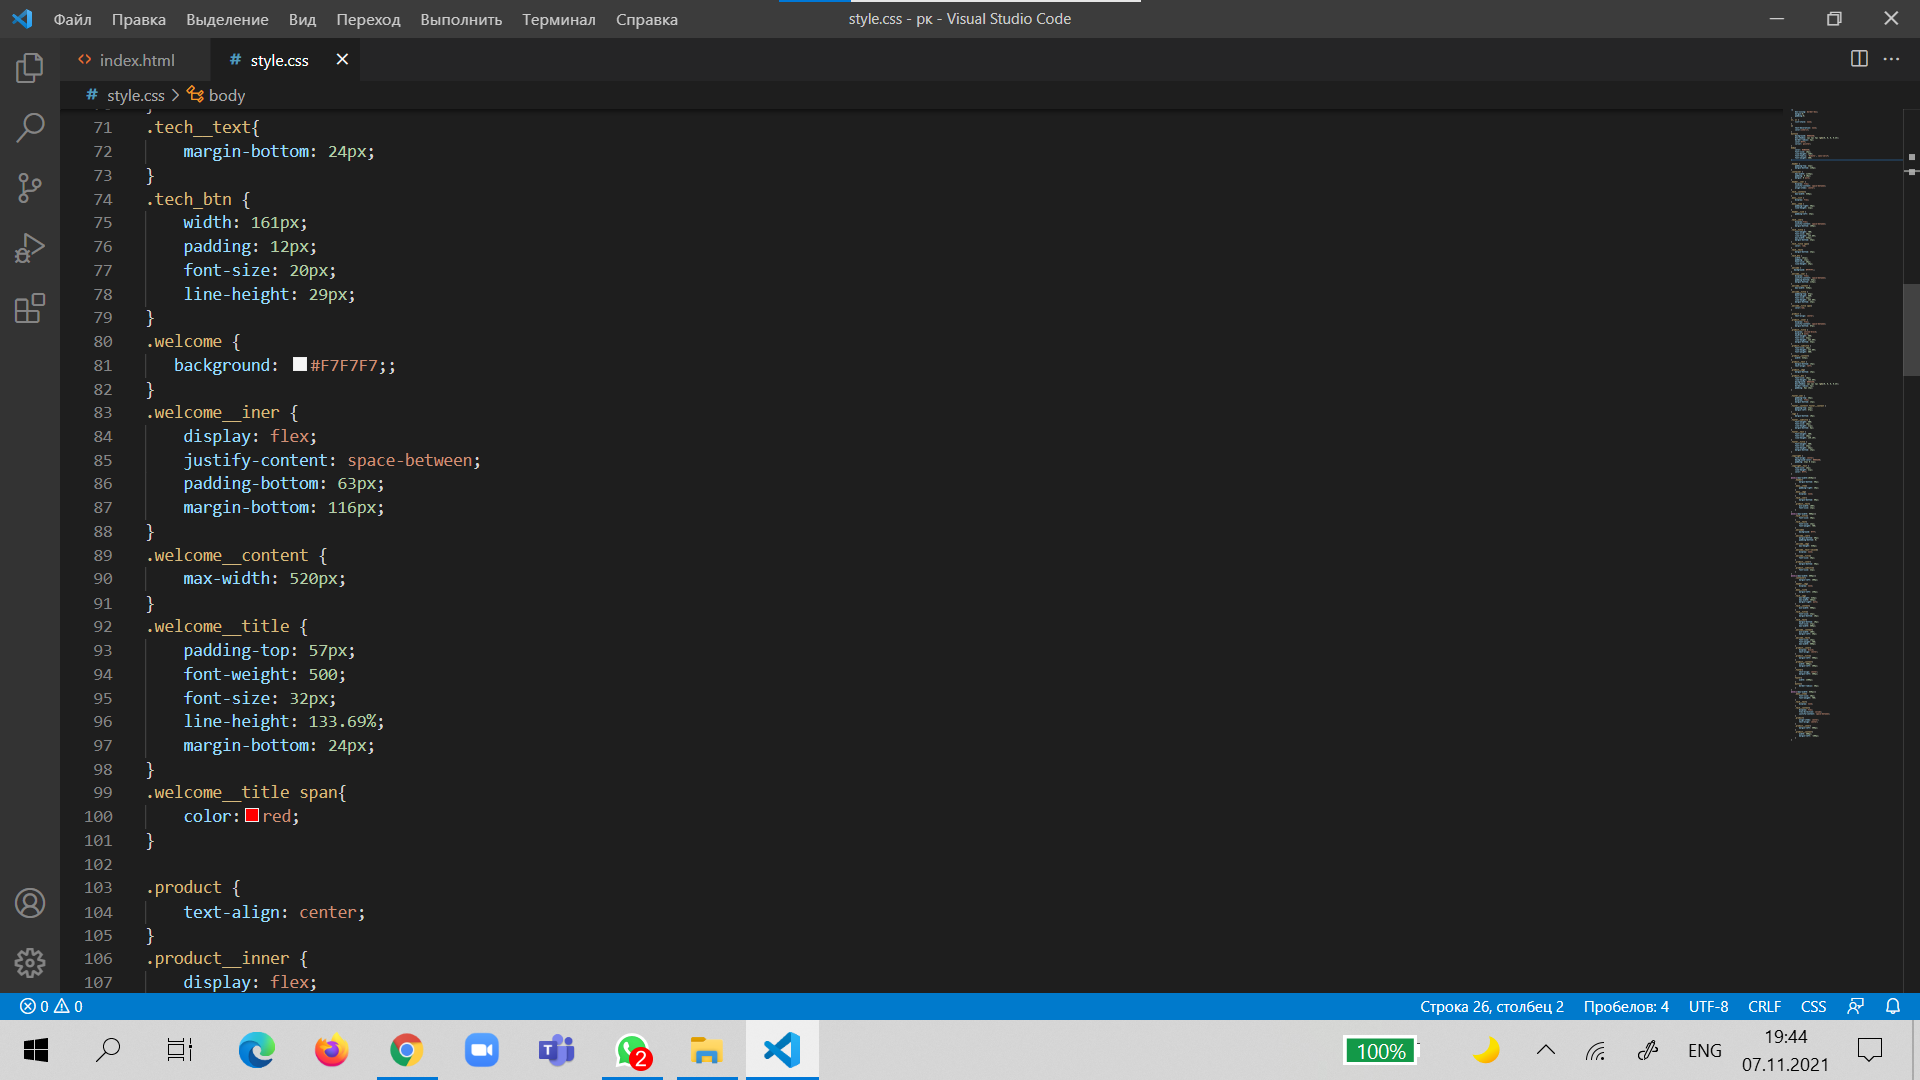 Файл Правка Выделение Вид Переход Выполнить Терминал Справка style.css - рк - Visual Studio Code
index.html # style.css
# style.css > body
71 .tech__text{
72 margin-bottom: 24px;
73 }
74 .tech_btn {
75 width: 161px;
76 padding: 12px;
77 font-size: 20px;
78 line-height: 29px;
79 }
80 .welcome {
81 background: #F7F7F7;;
82 }
83 .welcome__iner {
84 display: flex;
85 justify-content: space-between;
86 padding-bottom: 63px;
87 margin-bottom: 116px;
88 }
89 .welcome__content {
90 max-width: 520px;
91 }
92 .welcome__title {
93 padding-top: 57px;
94 font-weight: 500;
95 font-size: 32px;
96 line-height: 133.69%;
97 margin-bottom: 24px;
98 }
99 .welcome__title span{
100 color: red;
101 }
102
103 .product {
104 text-align: center;
105 }
106 .product__inner {
107 display: flex;
0 0 Строка 26, столбец 2 Пробелов: 4 UTF-8 CRLF CSS
2 100% ENG 19:44
07.11.2021